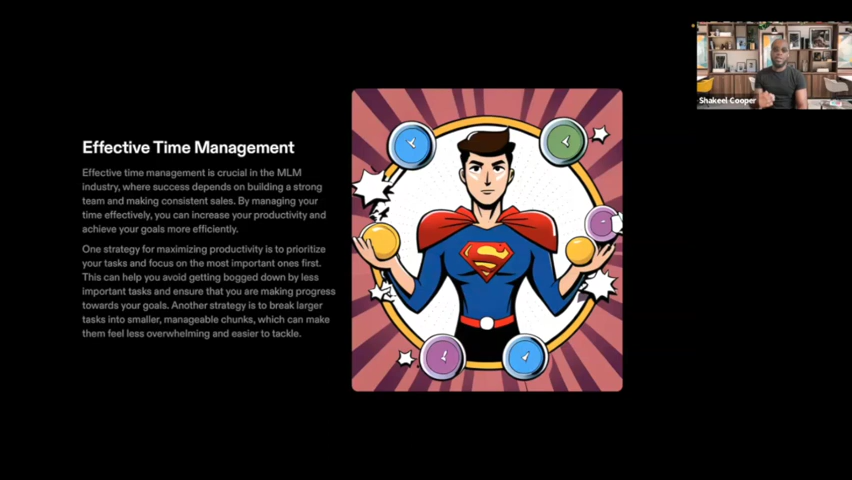 Shakeel Cooper
Effective Time Management
Effective time management is crucial in the MLM
industry, where success depends on building a strong
team and making consistent sales. By managing your
time effectively, you can increase your productivity and
achieve your goals more efficiently.
One strategy for maximizing productivity is to prioritize
your tasks and focus on the most important ones first.
This can help you avoid getting bogged down by less
important tasks and ensure that you are making progress
towards your goals. Another strategy is to break larger
tasks into smaller, manageable chunks, which can make
them feel less overwhelming and easier to tackle.